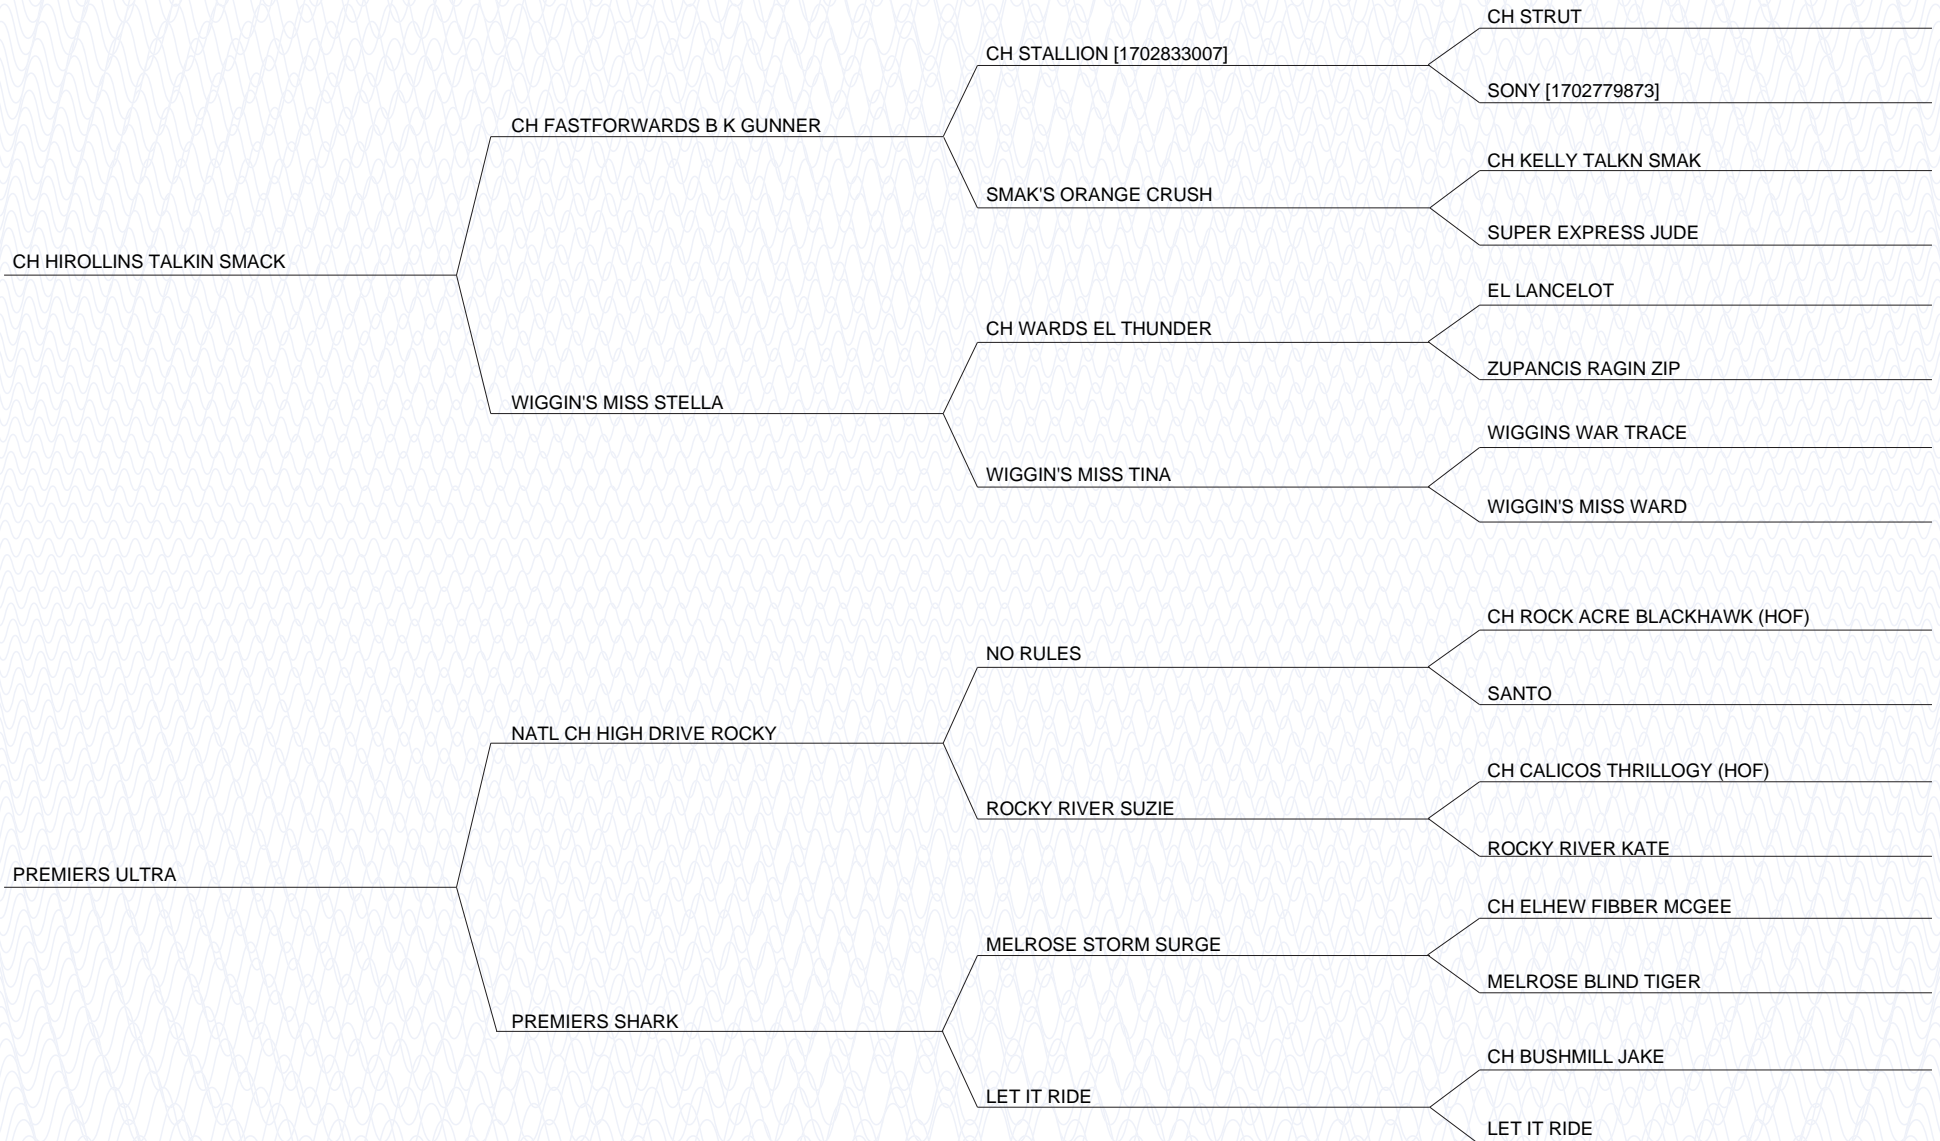 CH STRUT
CH STALLION [1702833007]
SONY [1702779873]
CH FASTFORWARDS B K GUNNER
CH KELLY TALKN SMAK
SMAK'S ORANGE CRUSH
SUPER EXPRESS JUDE
CH HIROLLINS TALKIN SMACK
EL LANCELOT
CH WARDS EL THUNDER
ZUPANCIS RAGIN ZIP
WIGGIN'S MISS STELLA
WIGGINS WAR TRACE
WIGGIN'S MISS TINA
WIGGIN'S MISS WARD
CH ROCK ACRE BLACKHAWK (HOF)
NO RULES
SANTO
NATL CH HIGH DRIVE ROCKY
CH CALICOS THRILLOGY (HOF)
ROCKY RIVER SUZIE
ROCKY RIVER KATE
PREMIERS ULTRA
CH ELHEW FIBBER MCGEE
MELROSE STORM SURGE
MELROSE BLIND TIGER
PREMIERS SHARK
CH BUSHMILL JAKE
LET IT RIDE
LET IT RIDE